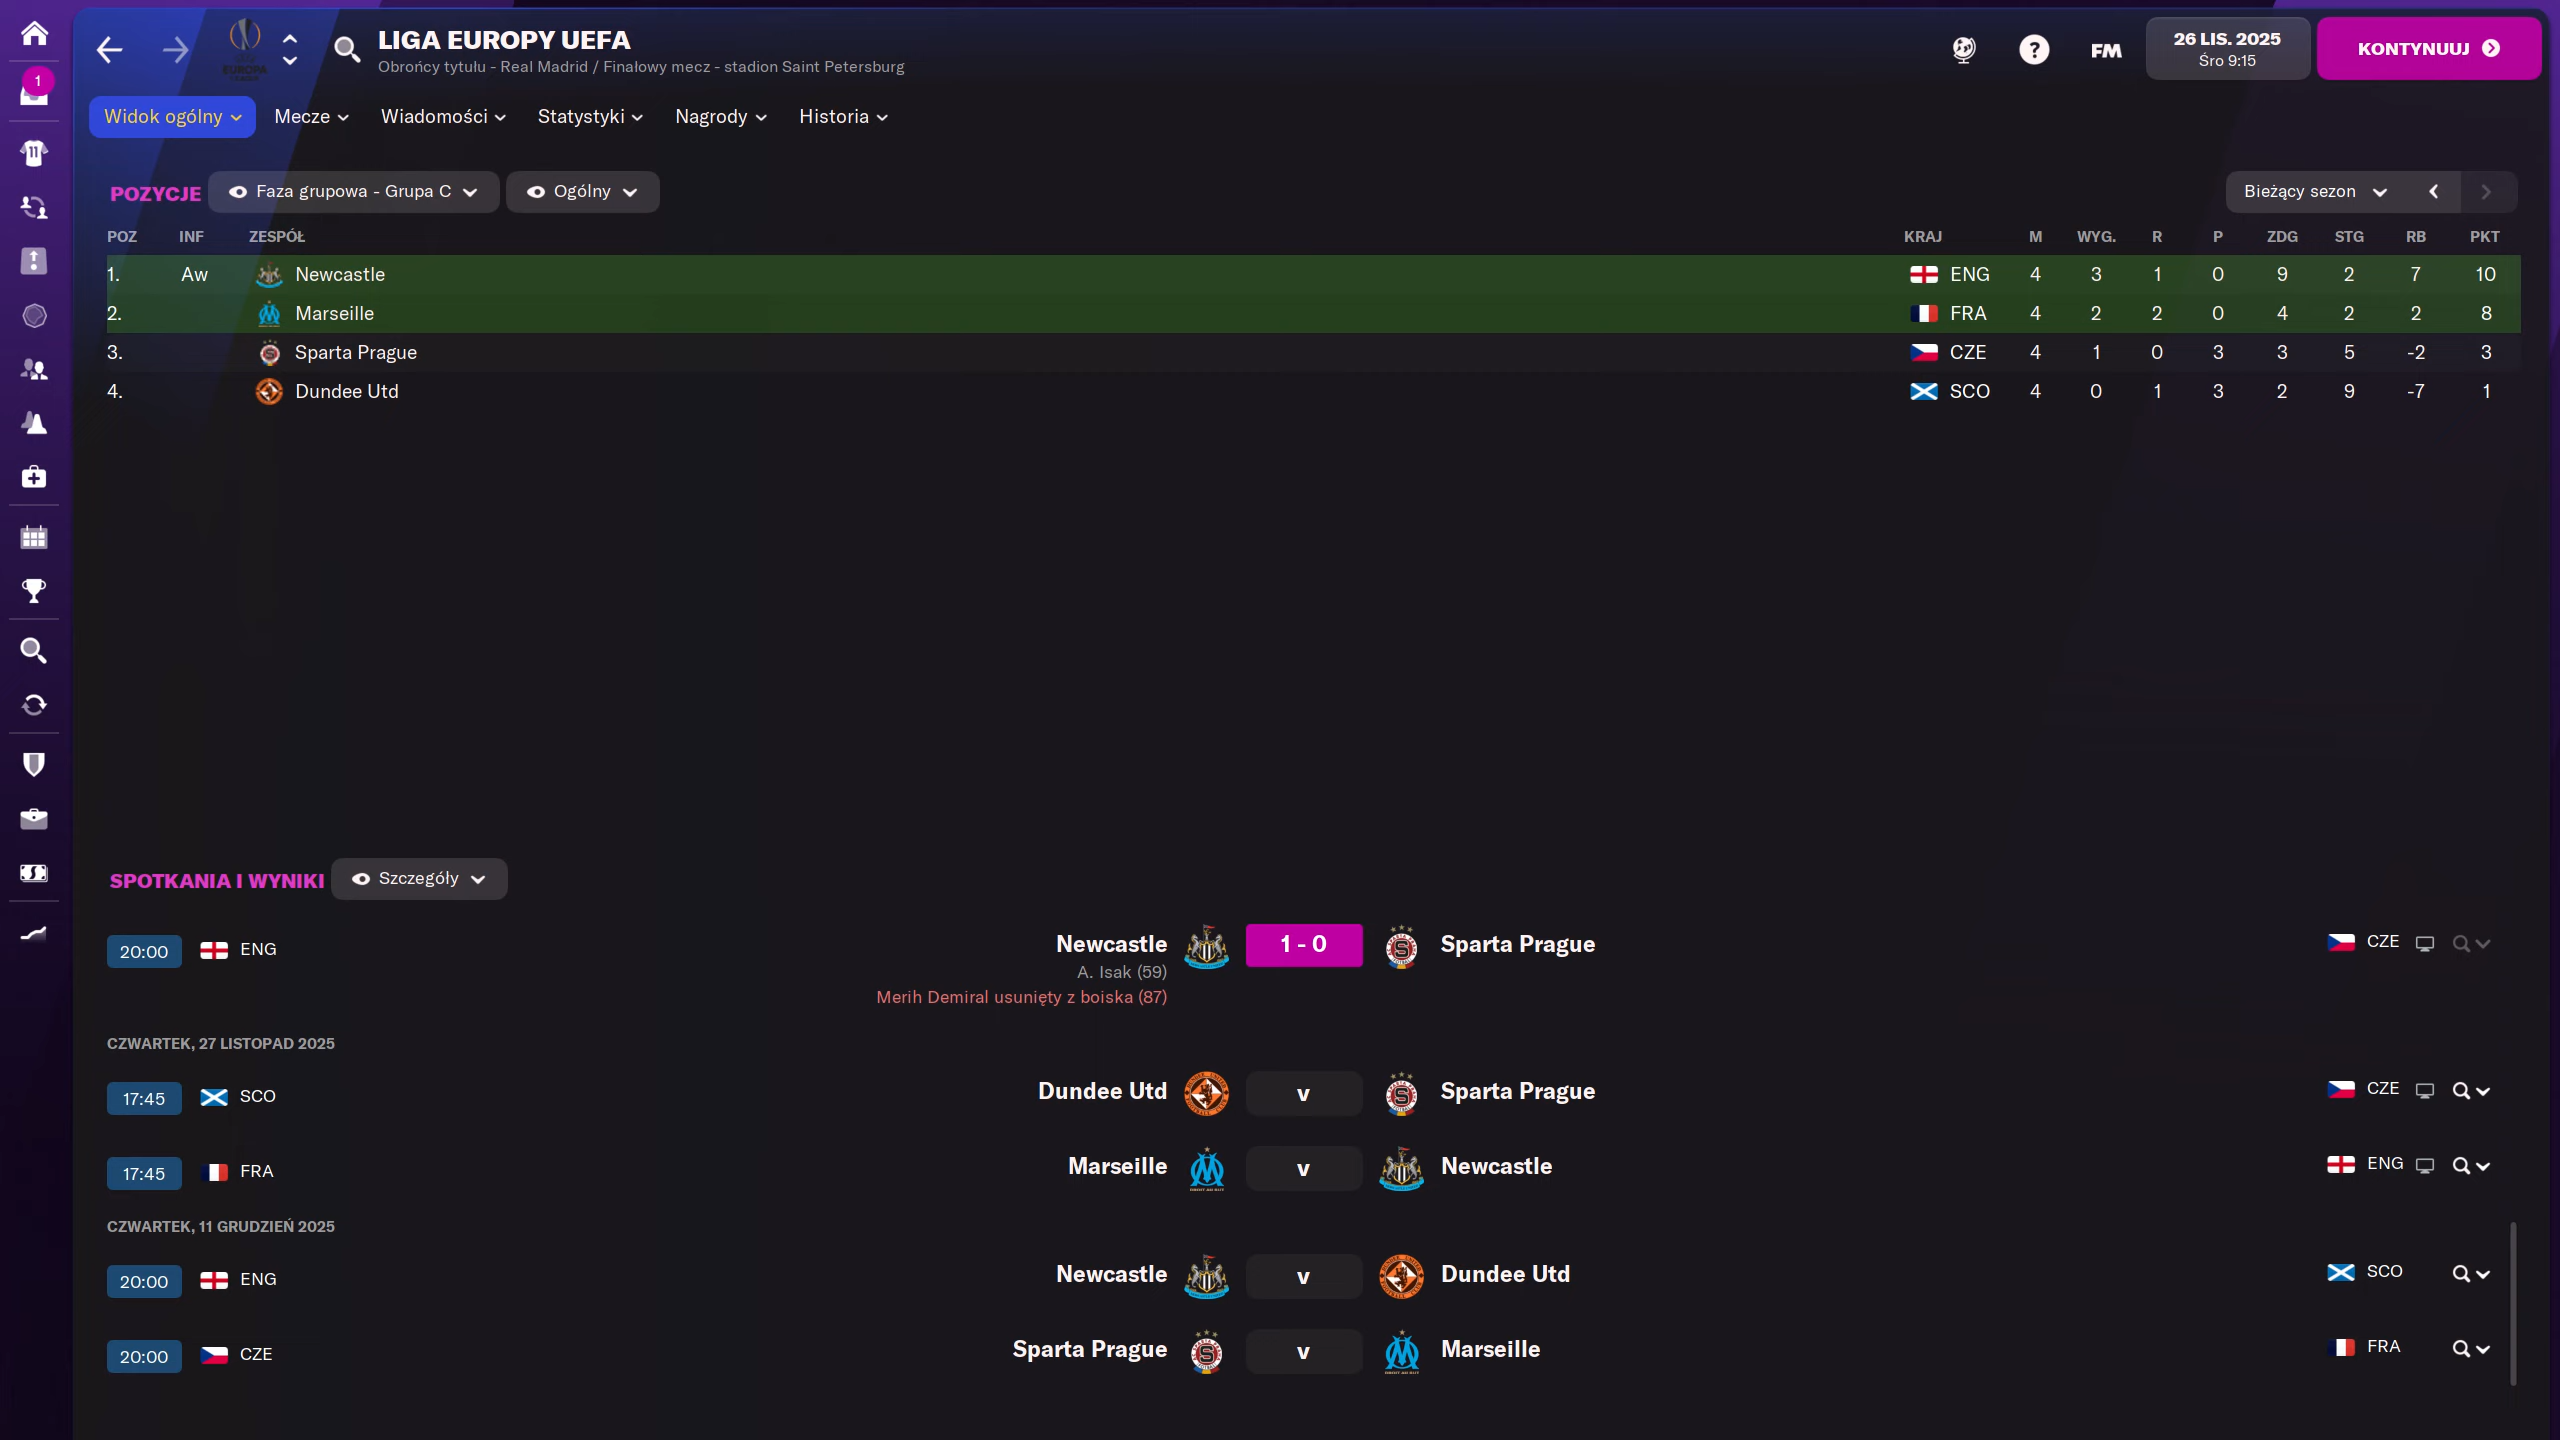 LIGA EUROPY UEFA
Obrońcy tytułu - Real Madrid / Finałowy mecz - stadion Saint Petersburg
FM
26 LIS. 2025
Śro 9:15
KONTYNUUJ
1
11
Widok ogólny
Mecze
Wiadomości
Statystyki
Nagrody
Historia
POZYCJE
Faza grupowa - Grupa C
Ogólny
Bieżący sezon
POZ INF ZESPÓŁ KRAJ M WYG. R P ZDG STG RB PKT
1. Aw Newcastle ENG 4 3 1 0 9 2 7 10
2. Marseille FRA 4 2 2 0 4 2 2 8
3. Sparta Prague CZE 4 1 0 3 3 5 -2 3
4. Dundee Utd SCO 4 0 1 3 2 9 -7 1
SPOTKANIA I WYNIKI
Szczegóły
20:00 ENG Newcastle 1 - 0 Sparta Prague CZE
A. Isak (59)
Merih Demiral usunięty z boiska (87)
CZWARTEK, 27 LISTOPAD 2025
17:45 SCO Dundee Utd v Sparta Prague CZE
17:45 FRA Marseille v Newcastle ENG
CZWARTEK, 11 GRUDZIEŃ 2025
20:00 ENG Newcastle v Dundee Utd SCO
20:00 CZE Sparta Prague v Marseille FRA